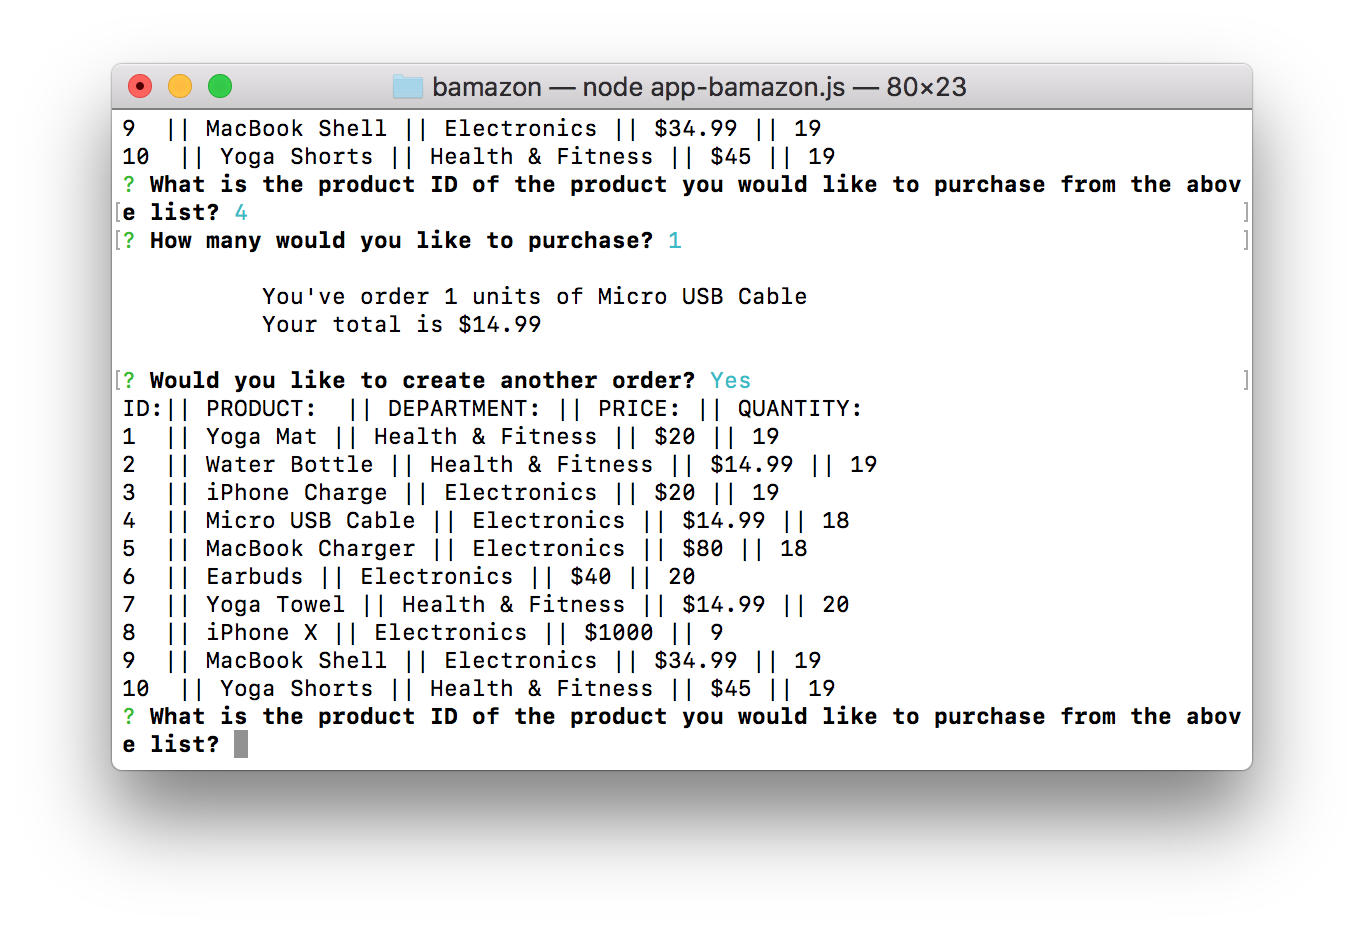 bamazon — node app-bamazon.js — 80×23
9  || MacBook Shell || Electronics || $34.99 || 19
10  || Yoga Shorts || Health & Fitness || $45 || 19
? What is the product ID of the product you would like to purchase from the abov
[e list? 4 ]
[? How many would you like to purchase? 1 ]
You've order 1 units of Micro USB Cable
Your total is $14.99
[? Would you like to create another order? Yes ]
ID:|| PRODUCT:  || DEPARTMENT: || PRICE: || QUANTITY:
1  || Yoga Mat || Health & Fitness || $20 || 19
2  || Water Bottle || Health & Fitness || $14.99 || 19
3  || iPhone Charge || Electronics || $20 || 19
4  || Micro USB Cable || Electronics || $14.99 || 18
5  || MacBook Charger || Electronics || $80 || 18
6  || Earbuds || Electronics || $40 || 20
7  || Yoga Towel || Health & Fitness || $14.99 || 20
8  || iPhone X || Electronics || $1000 || 9
9  || MacBook Shell || Electronics || $34.99 || 19
10  || Yoga Shorts || Health & Fitness || $45 || 19
? What is the product ID of the product you would like to purchase from the abov
e list?